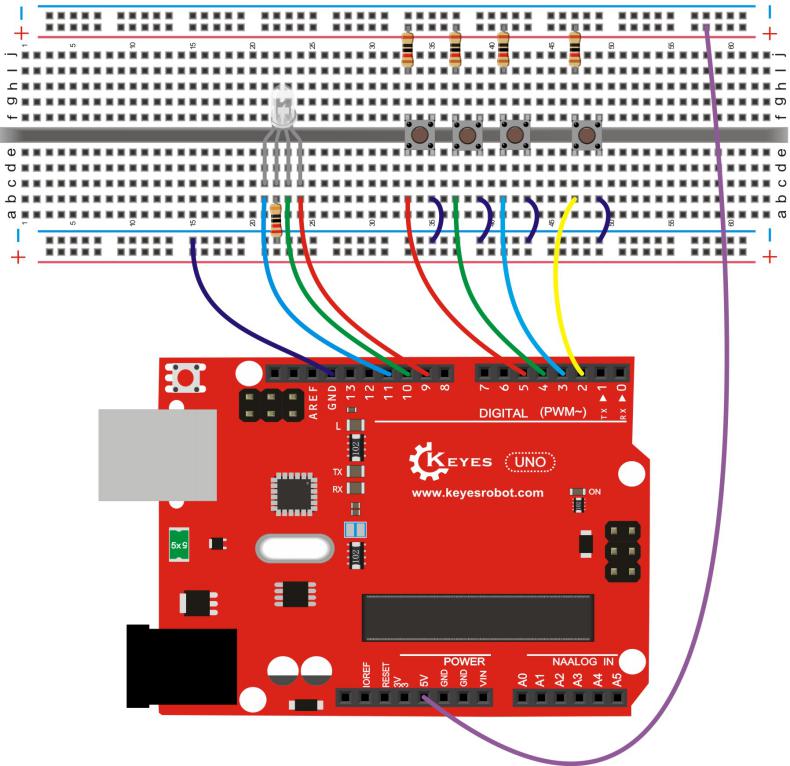 − −
+ +
1 5 10 15 20 25 30 35 40 45 50 55 60
j j
i i
h h
g g
f f
e e
d d
c c
b b
a a
1 5 10 15 20 25 30 35 40 45 50 55 60
− −
+ +
AREF GND 13 12 11 10 9 8 7 6 5 4 3 2 TX ▶ 1 RX ▶ 0
DIGITAL (PWM~)
L
102
TX
RX
KEYES UNO
www.keyesrobot.com
ON
5x5
102
POWER
NAALOG IN
IOREF RESET 3V3 5V GND GND VIN A0 A1 A2 A3 A4 A5